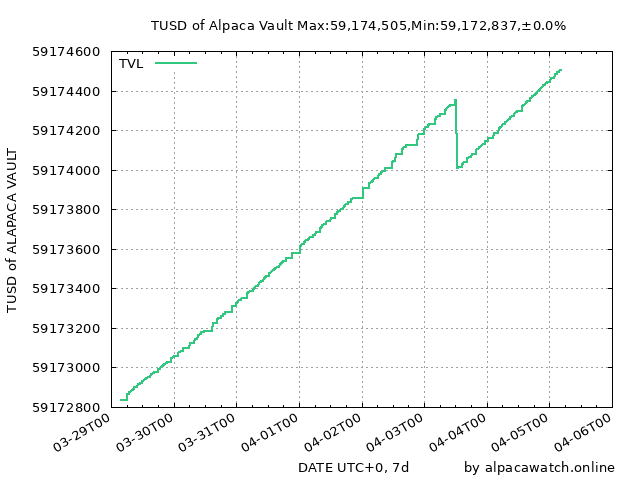 TUSD of Alpaca Vault Max:59,174,505,Min:59,172,837,±0.0%
TVL
59174600
59174400
59174200
59174000
59173800
59173600
59173400
59173200
59173000
59172800
TUSD of ALAPACA VAULT
03-29T00
03-30T00
03-31T00
04-01T00
04-02T00
04-03T00
04-04T00
04-05T00
04-06T00
DATE UTC+0, 7d
by alpacawatch.online